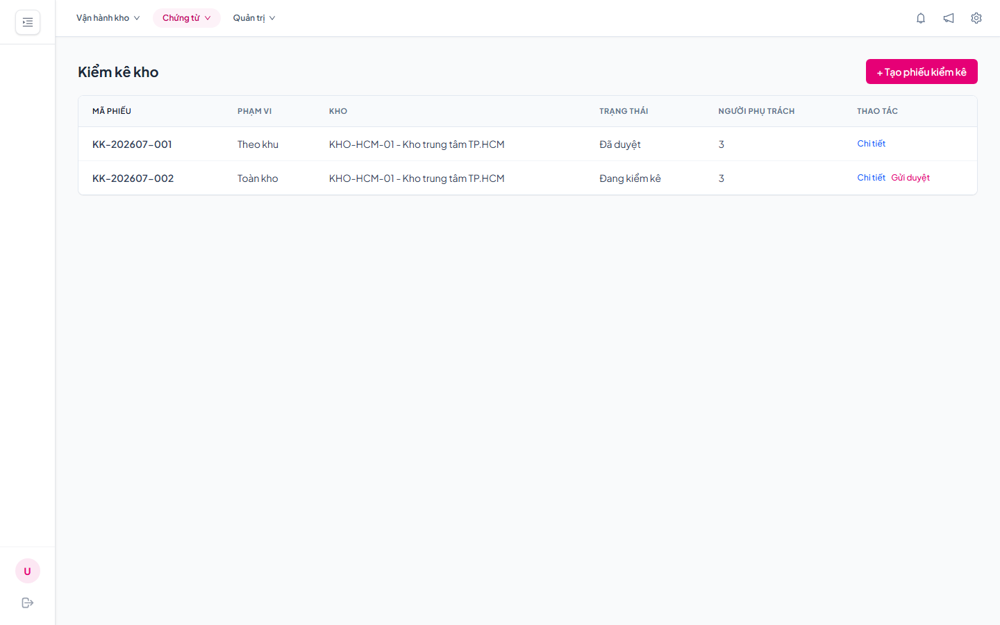 Vận hành kho Chứng từ Quản trị
Kiểm kê kho
+ Tạo phiếu kiểm kê
MÃ PHIẾU PHẠM VI KHO TRẠNG THÁI NGƯỜI PHỤ TRÁCH THAO TÁC
KK-202607-001 Theo khu KHO-HCM-01 - Kho trung tâm TP.HCM Đã duyệt 3 Chi tiết
KK-202607-002 Toàn kho KHO-HCM-01 - Kho trung tâm TP.HCM Đang kiểm kê 3 Chi tiết Gửi duyệt
U